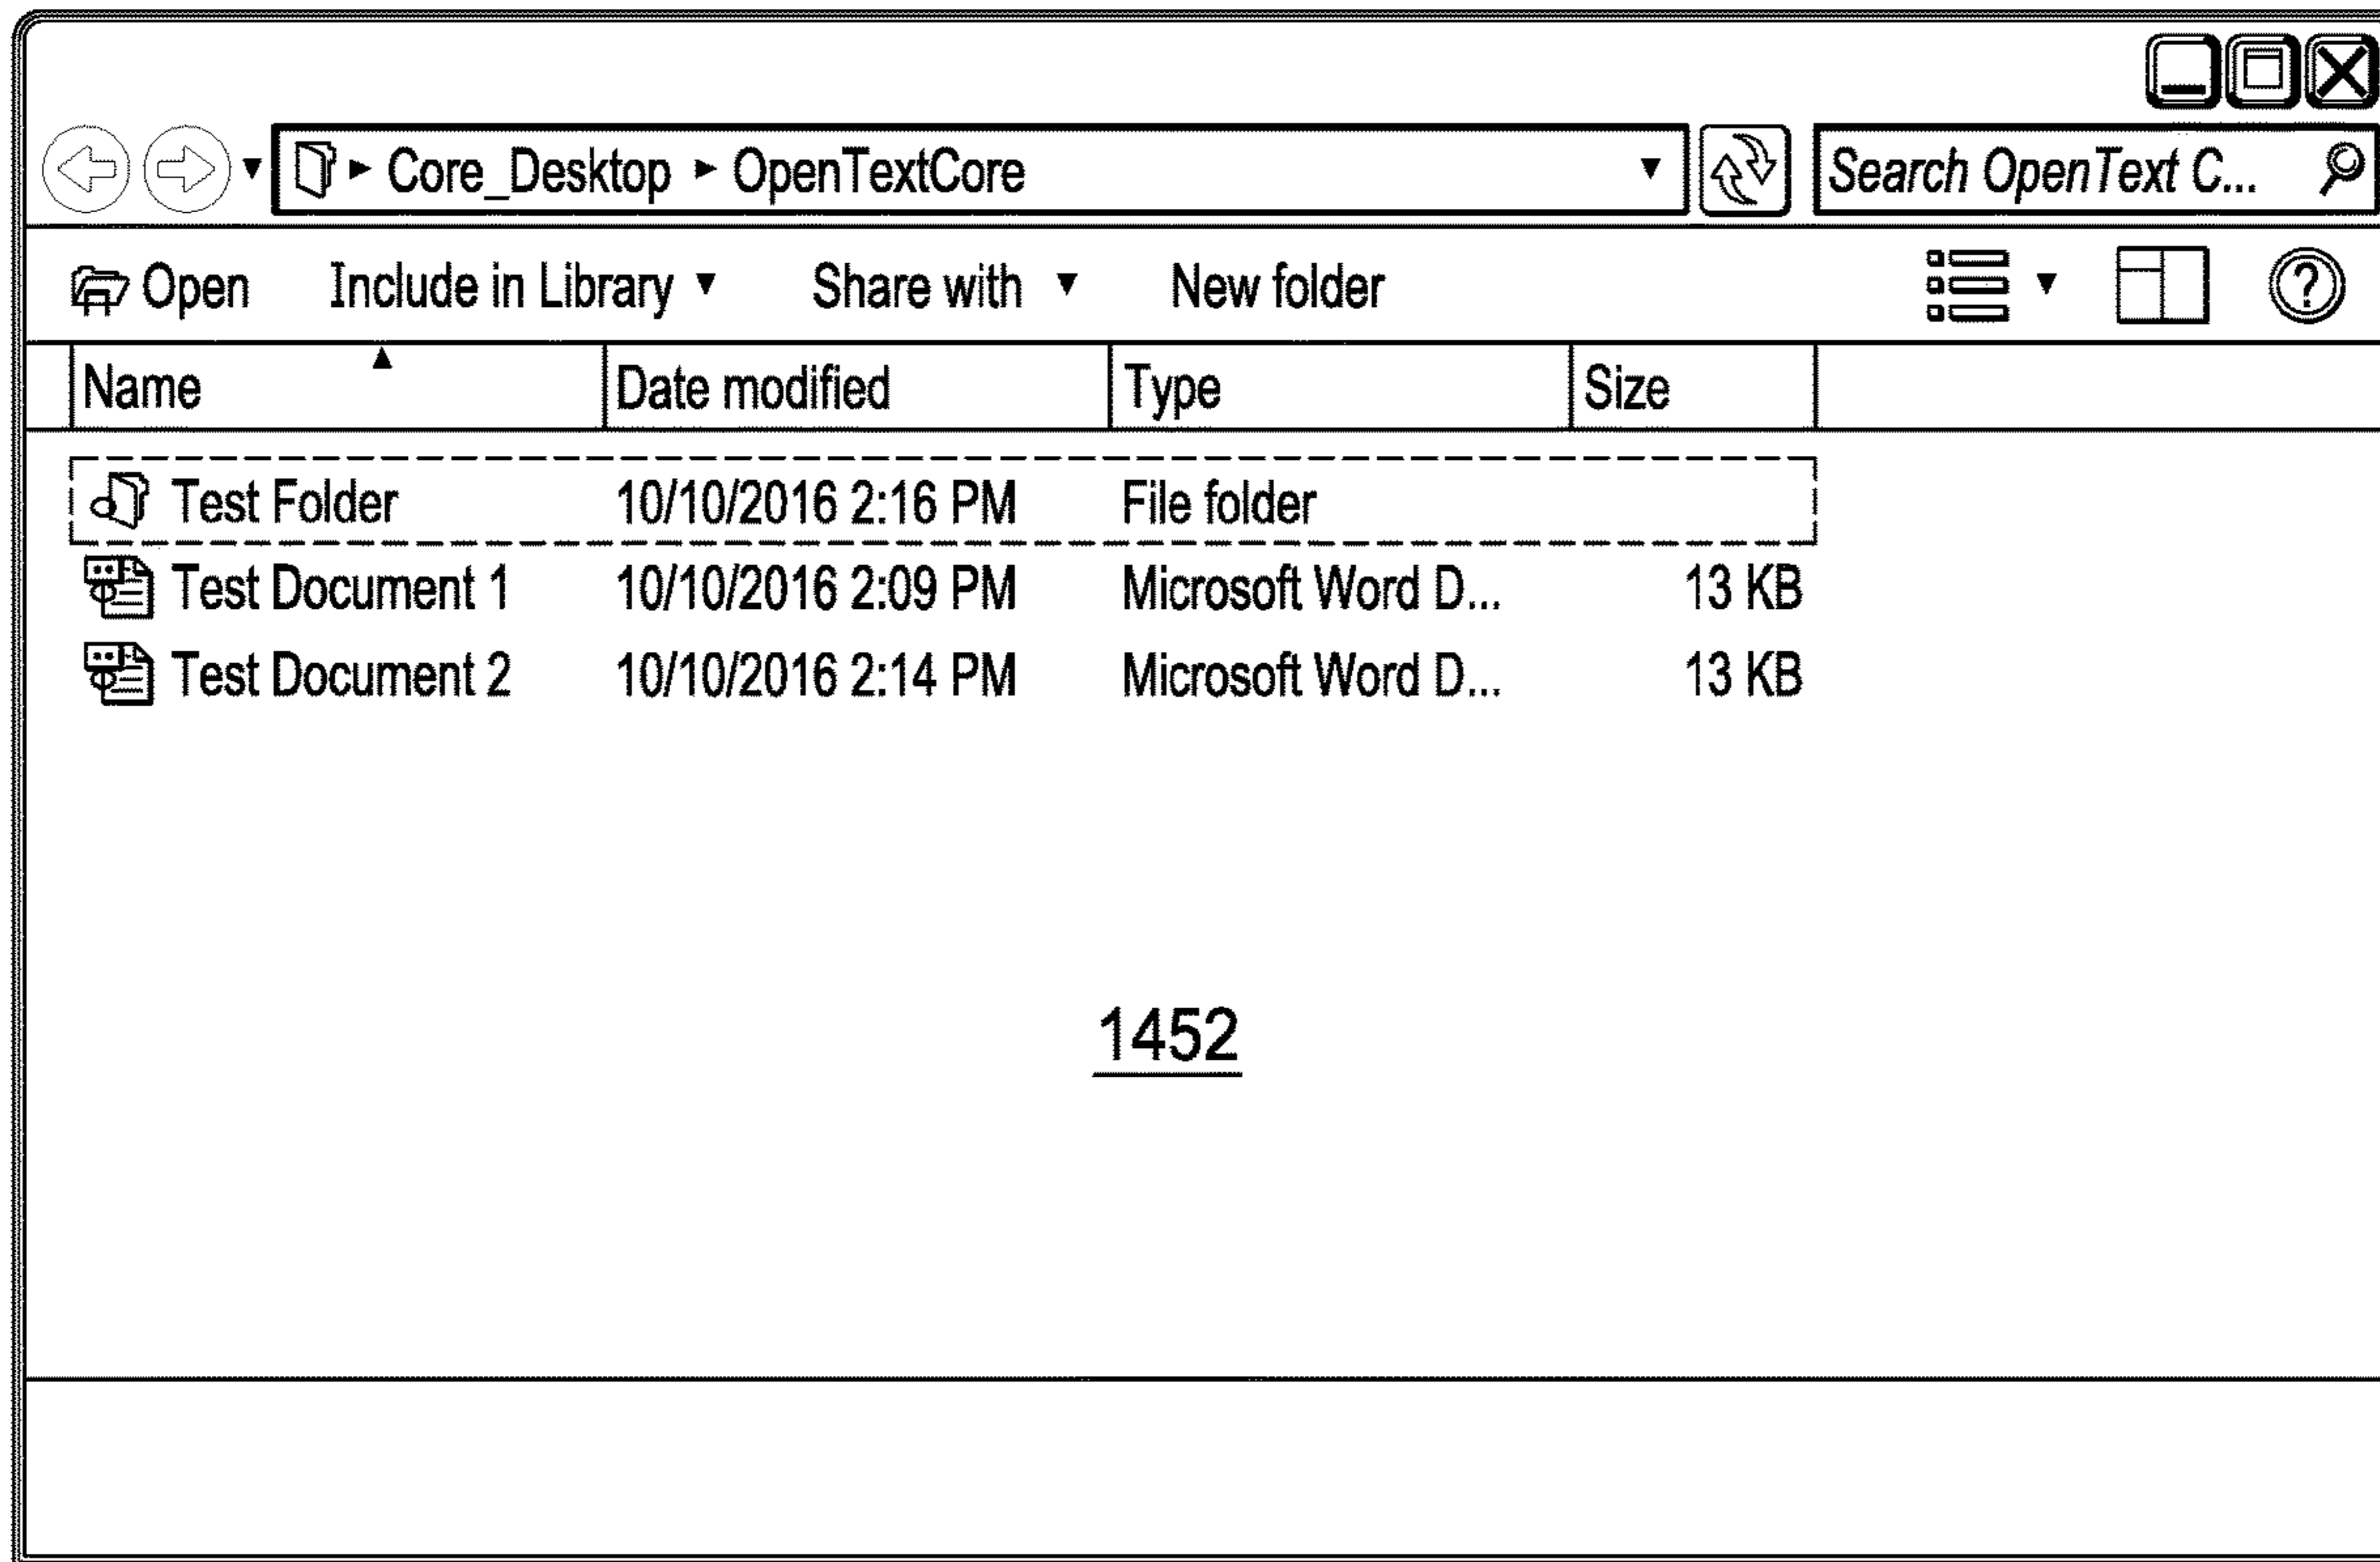 Core_Desktop OpenTextCore Search OpenText C...
Open Include in Library Share with New folder ?
Name Date modified Type Size
Test Folder 10/10/2016 2:16 PM File folder
Test Document 1 10/10/2016 2:09 PM Microsoft Word D... 13 KB
Test Document 2 10/10/2016 2:14 PM Microsoft Word D... 13 KB
1452